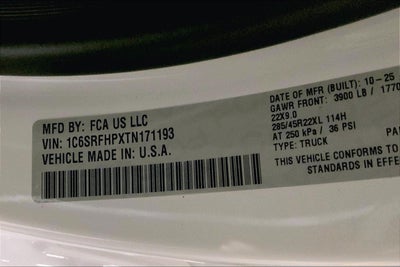 MFD BY: FCA US LLC
VIN: 1C6SRFHPXTN171193
VEHICLE MADE IN: U.S.A.
DATE OF MFR (BUILT): 10-25
GAWR FRONT: 3900 LB / 1770
22X9.0
285/45R22XL 114H
AT 250 kPa / 36 PSI
TYPE: TRUCK
THIS VEHICLE CONFORMS TO
STANDARDS IN EFFEC